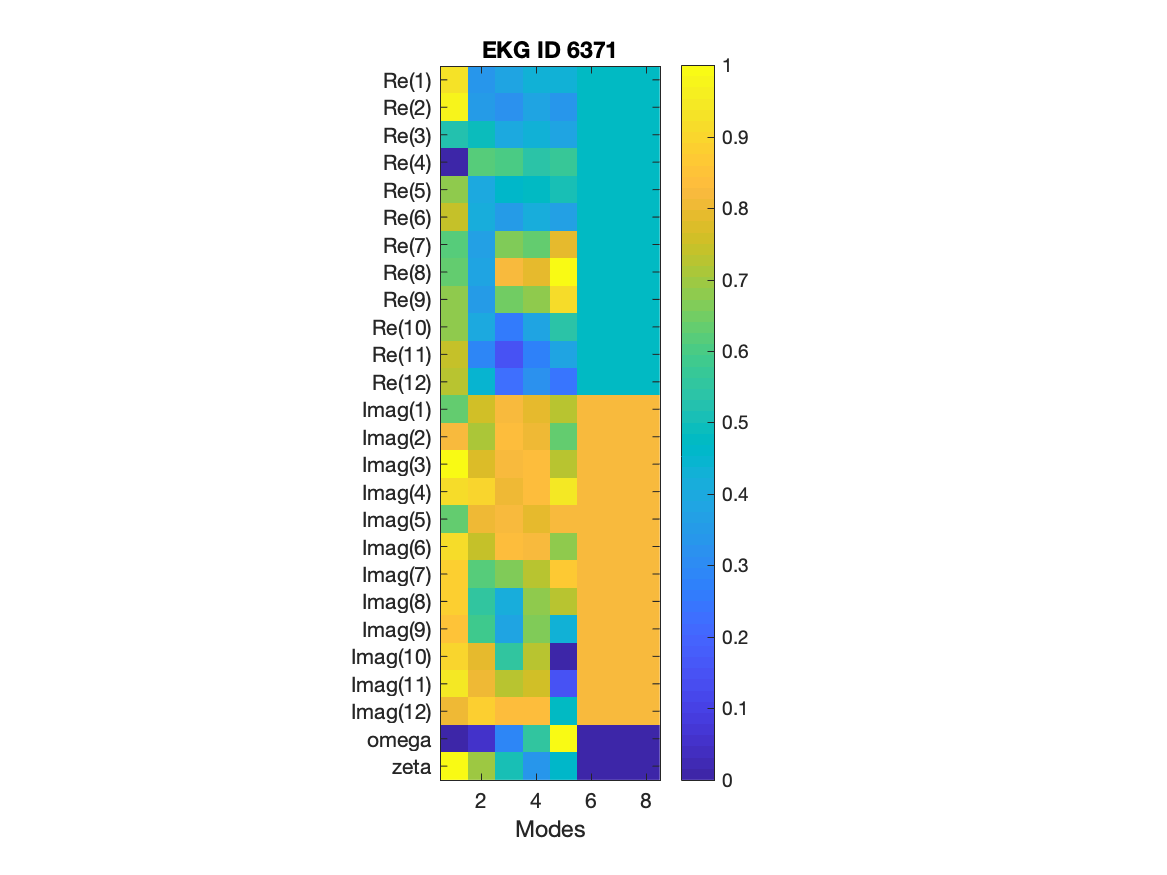 EKG ID 6371
Re(1)
Re(2)
Re(3)
Re(4)
Re(5)
Re(6)
Re(7)
Re(8)
Re(9)
Re(10)
Re(11)
Re(12)
Imag(1)
Imag(2)
Imag(3)
Imag(4)
Imag(5)
Imag(6)
Imag(7)
Imag(8)
Imag(9)
Imag(10)
Imag(11)
Imag(12)
omega
zeta
2 4 6 8
Modes
1
0.9
0.8
0.7
0.6
0.5
0.4
0.3
0.2
0.1
0